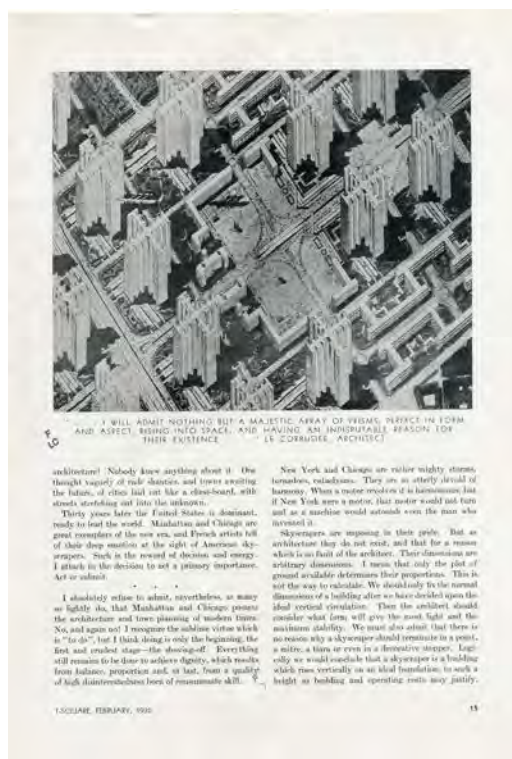 . . . . . I WILL ADMIT NOTHING BUT A MAJESTIC ARRAY OF PRISMS, PERFECT IN FORM
AND ASPECT, RISING INTO SPACE, AND HAVING AN INDISPUTABLE REASON FOR
THEIR EXISTENCE LE CORBUSIER, ARCHITECT
architecture! Nobody knew anything about it. One
thought vaguely of rude shanties, and towns awaiting
the future, of cities laid out like a chess-board, with
streets stretching out into the unknown.
Thirty years later the United States is dominant,
ready to lead the world. Manhattan and Chicago are
great exemplars of the new era, and French artists tell
of their deep emotion at the sight of American sky-
scrapers. Such is the reward of decision and energy.
I attach to the decision to act a primary importance.
Act or submit.
I absolutely refuse to admit, nevertheless, as many
so lightly do, that Manhattan and Chicago possess
the architecture and town planning of modern times.
No, and again no! I recognize the sublime virtue which
is "to do", but I think doing is only the beginning, the
first and crudest stage—the showing-off. Everything
still remains to be done to achieve dignity, which results
from balance, proportion and, at last, from a quality
of high disinterestedness born of consummate skill.
New York and Chicago are rather mighty storms,
tornadoes, cataclysms. They are so utterly devoid of
harmony. When a motor revolves it is harmonious; but
if New York were a motor, that motor would not turn
and as a machine would astonish even the man who
invented it.
Skyscrapers are imposing in their pride. But as
architecture they do not exist, and that for a reason
which is no fault of the architect. Their dimensions are
arbitrary dimensions. I mean that only the plot of
ground available determines their proportions. This is
not the way to calculate. We should only fix the normal
dimensions of a building after we have decided upon the
ideal vertical circulation. Then the architect should
consider what form will give the most light and the
maximum stability. We must also admit that there is
no reason why a skyscraper should terminate in a point,
a mitre, a tiara or even in a decorative stopper. Logi-
cally we would conclude that a skyscraper is a building
which rises vertically on an ideal foundation, to such a
height as building and operating costs may justify,
T-SQUARE, FEBRUARY, 1932
15